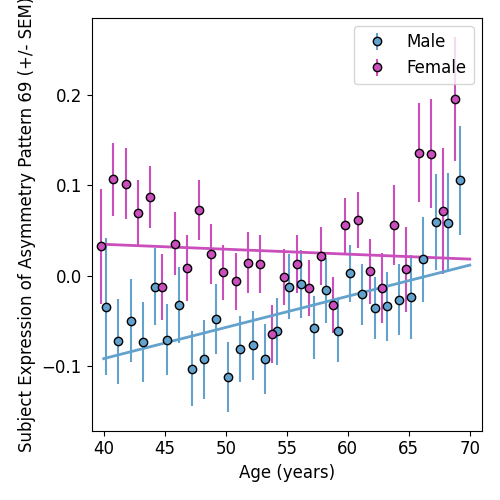 Subject Expression of Asymmetry Pattern 69 (+/- SEM)
Male
Female
0.2
0.1
0.0
−0.1
40 45 50 55 60 65 70
Age (years)